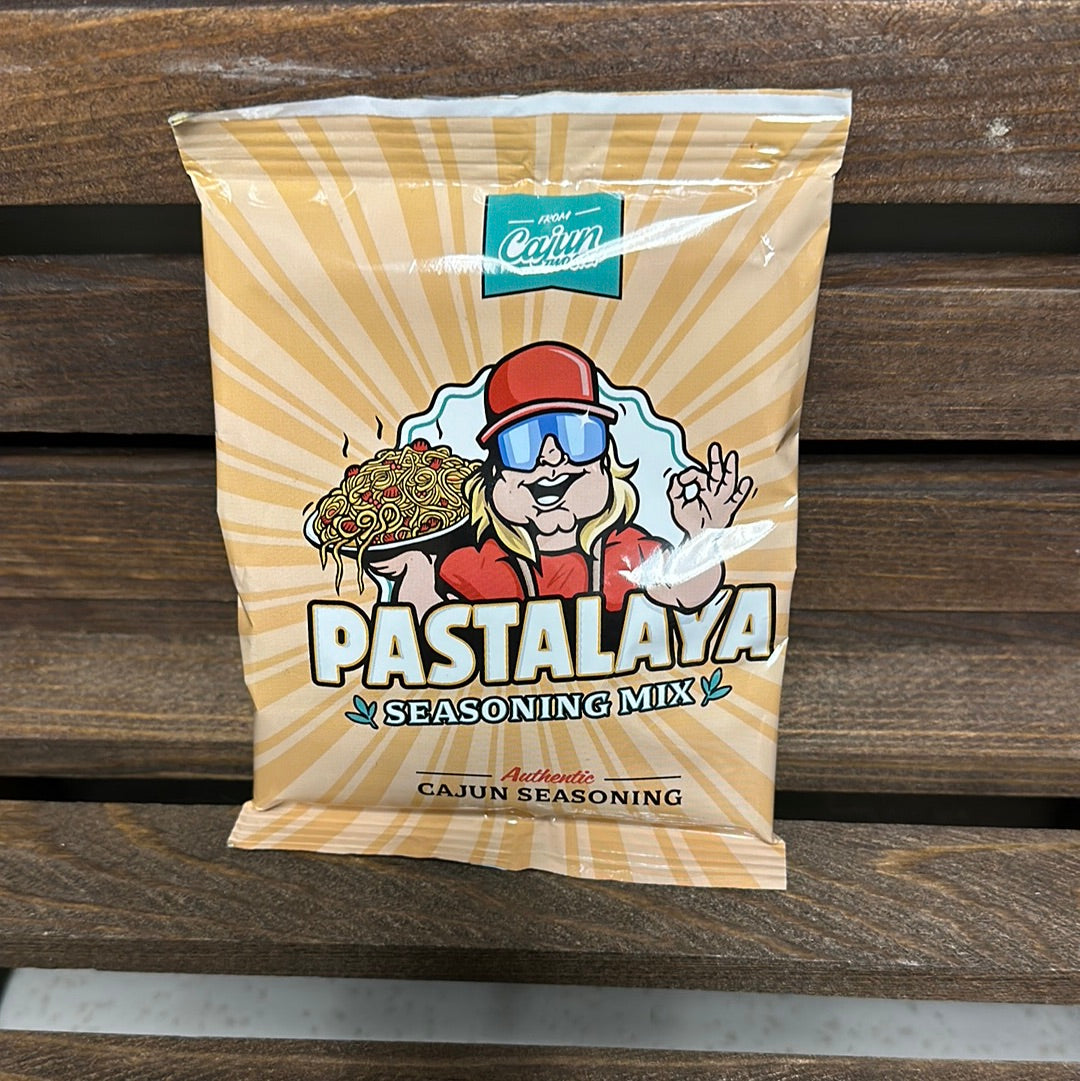 FROM
Cajun
PASTALAYA
SEASONING MIX
Authentic
CAJUN SEASONING